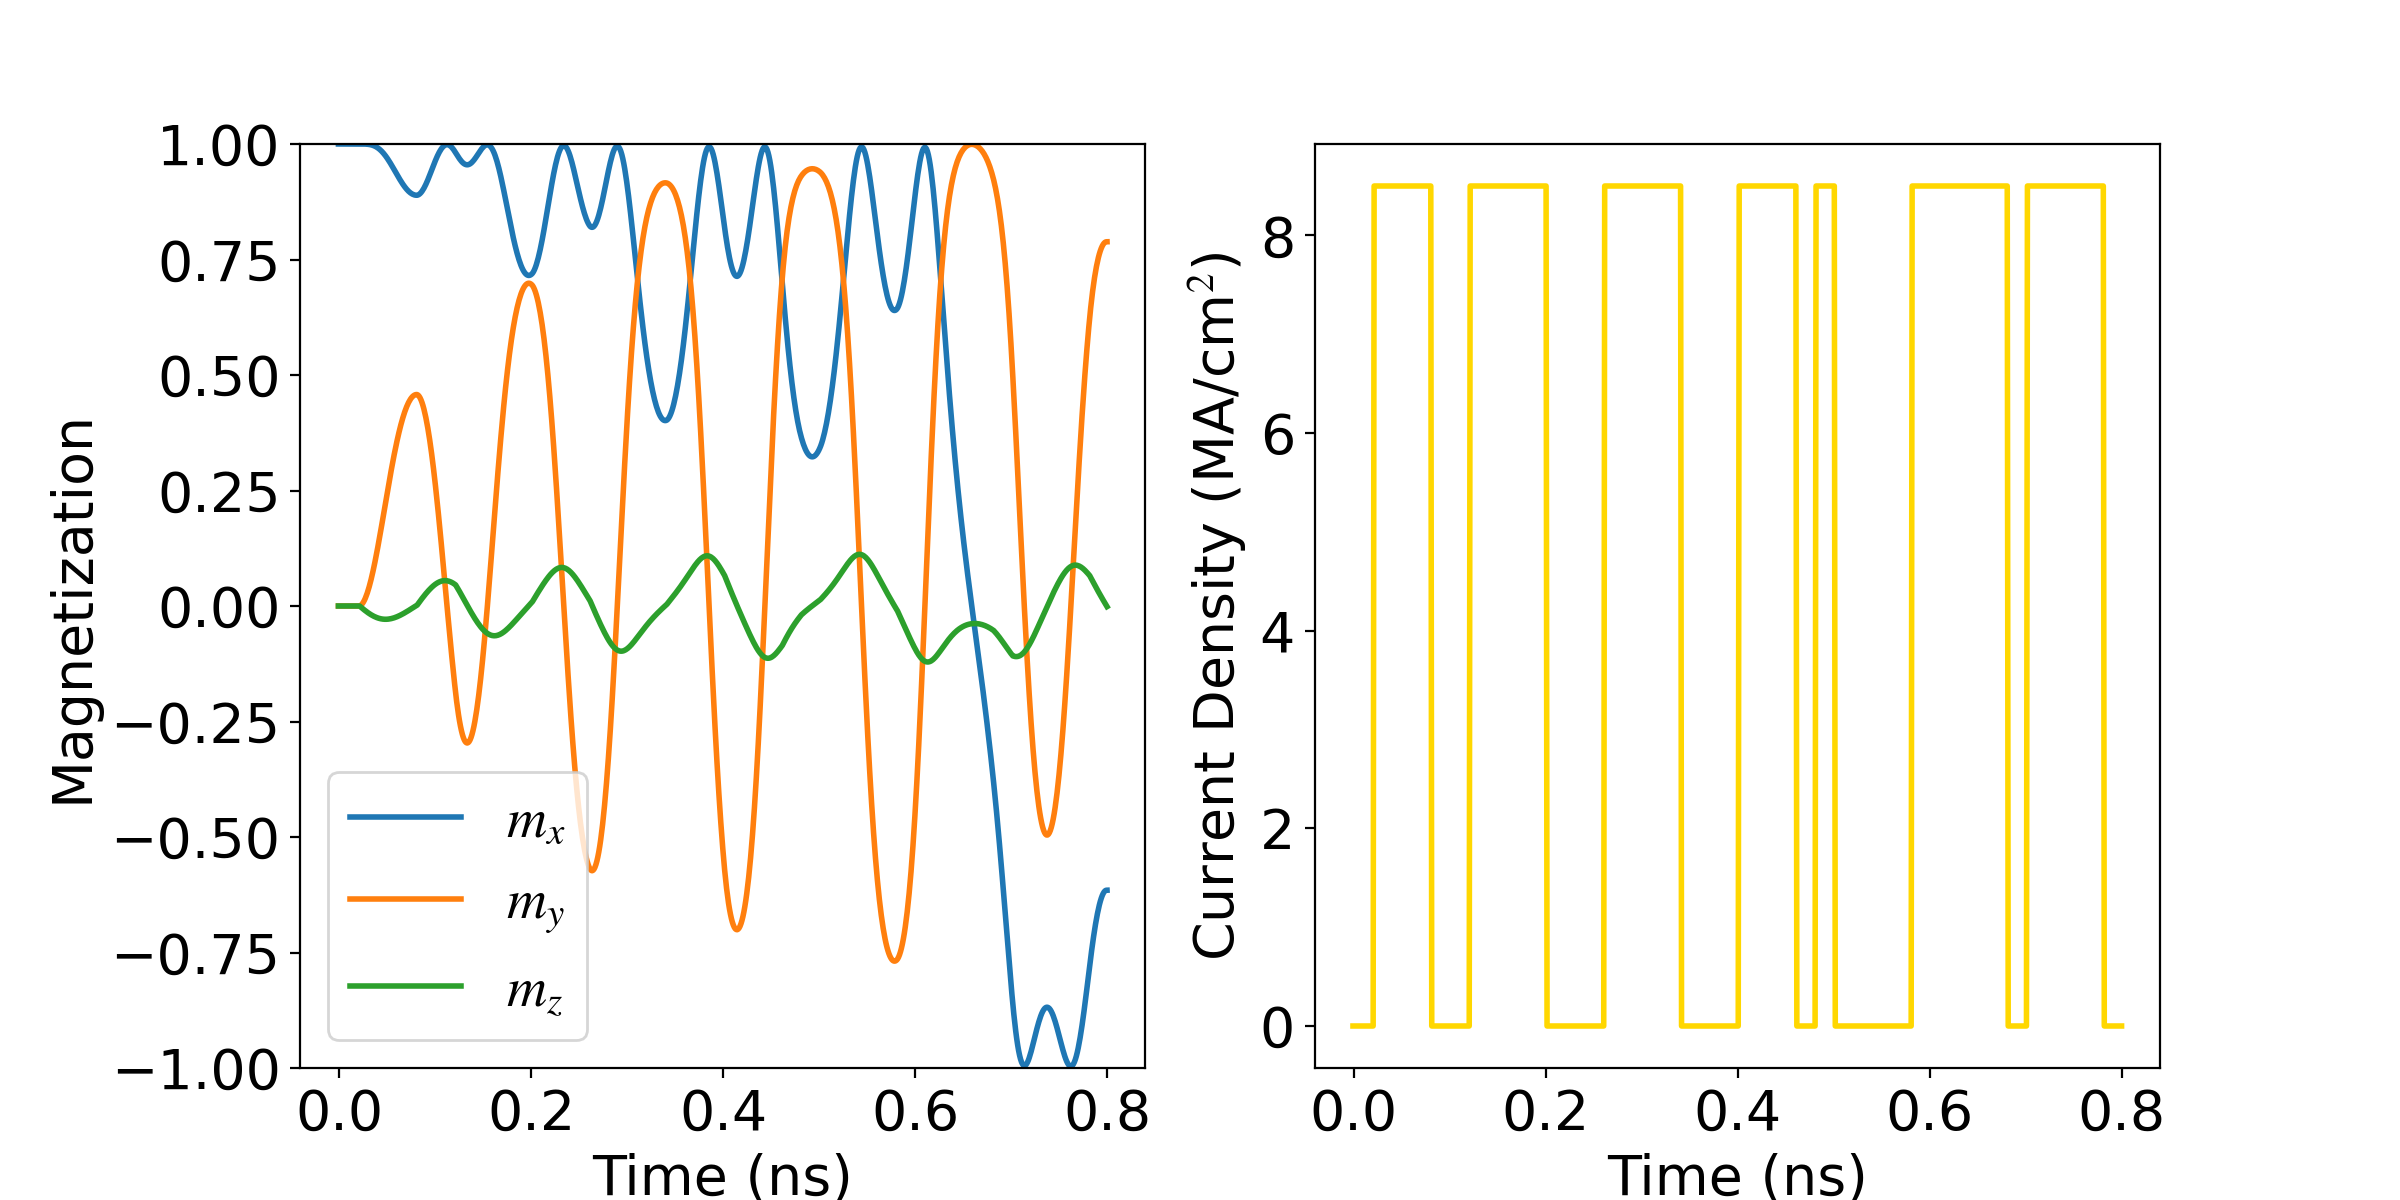 Magnetization
1.00
0.75
0.50
0.25
0.00
−0.25
−0.50
−0.75
−1.00
m_x
m_y
m_z
0.0 0.2 0.4 0.6 0.8
Time (ns)
Current Density (MA/cm²)
8
6
4
2
0
0.0 0.2 0.4 0.6 0.8
Time (ns)